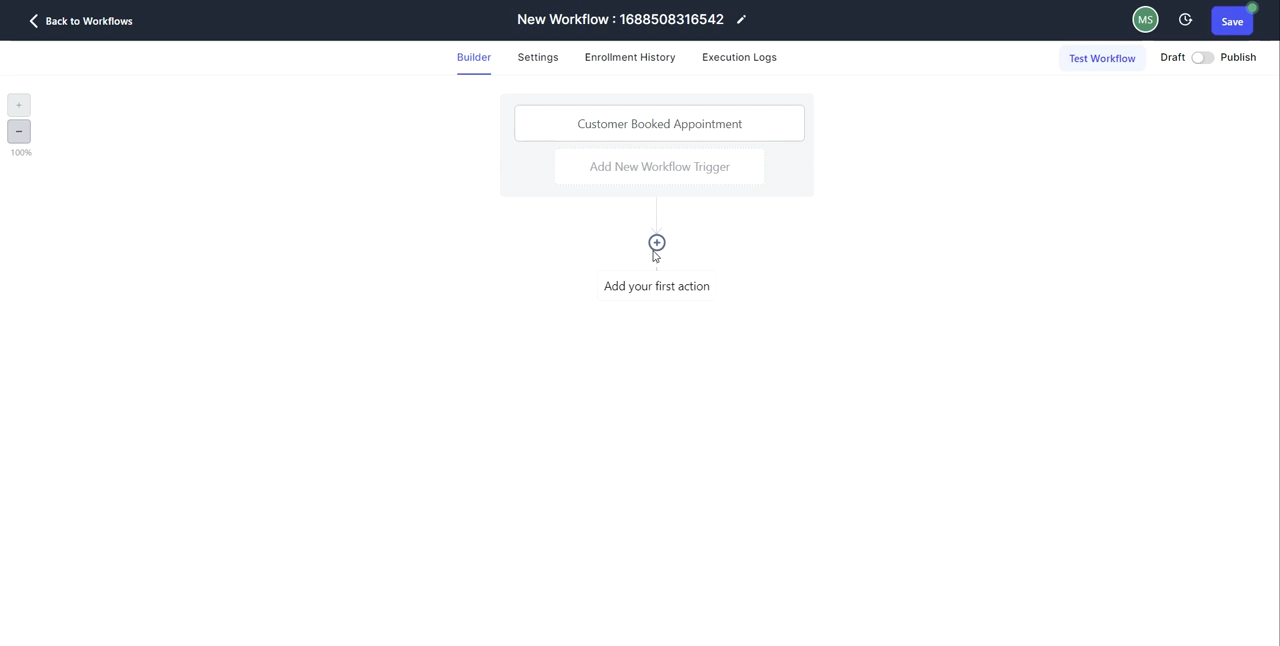 Back to Workflows
New Workflow : 1688508316542
MS
Save
Builder
Settings
Enrollment History
Execution Logs
Test Workflow
Draft
Publish
+
−
100%
Customer Booked Appointment
Add New Workflow Trigger
Add your first action